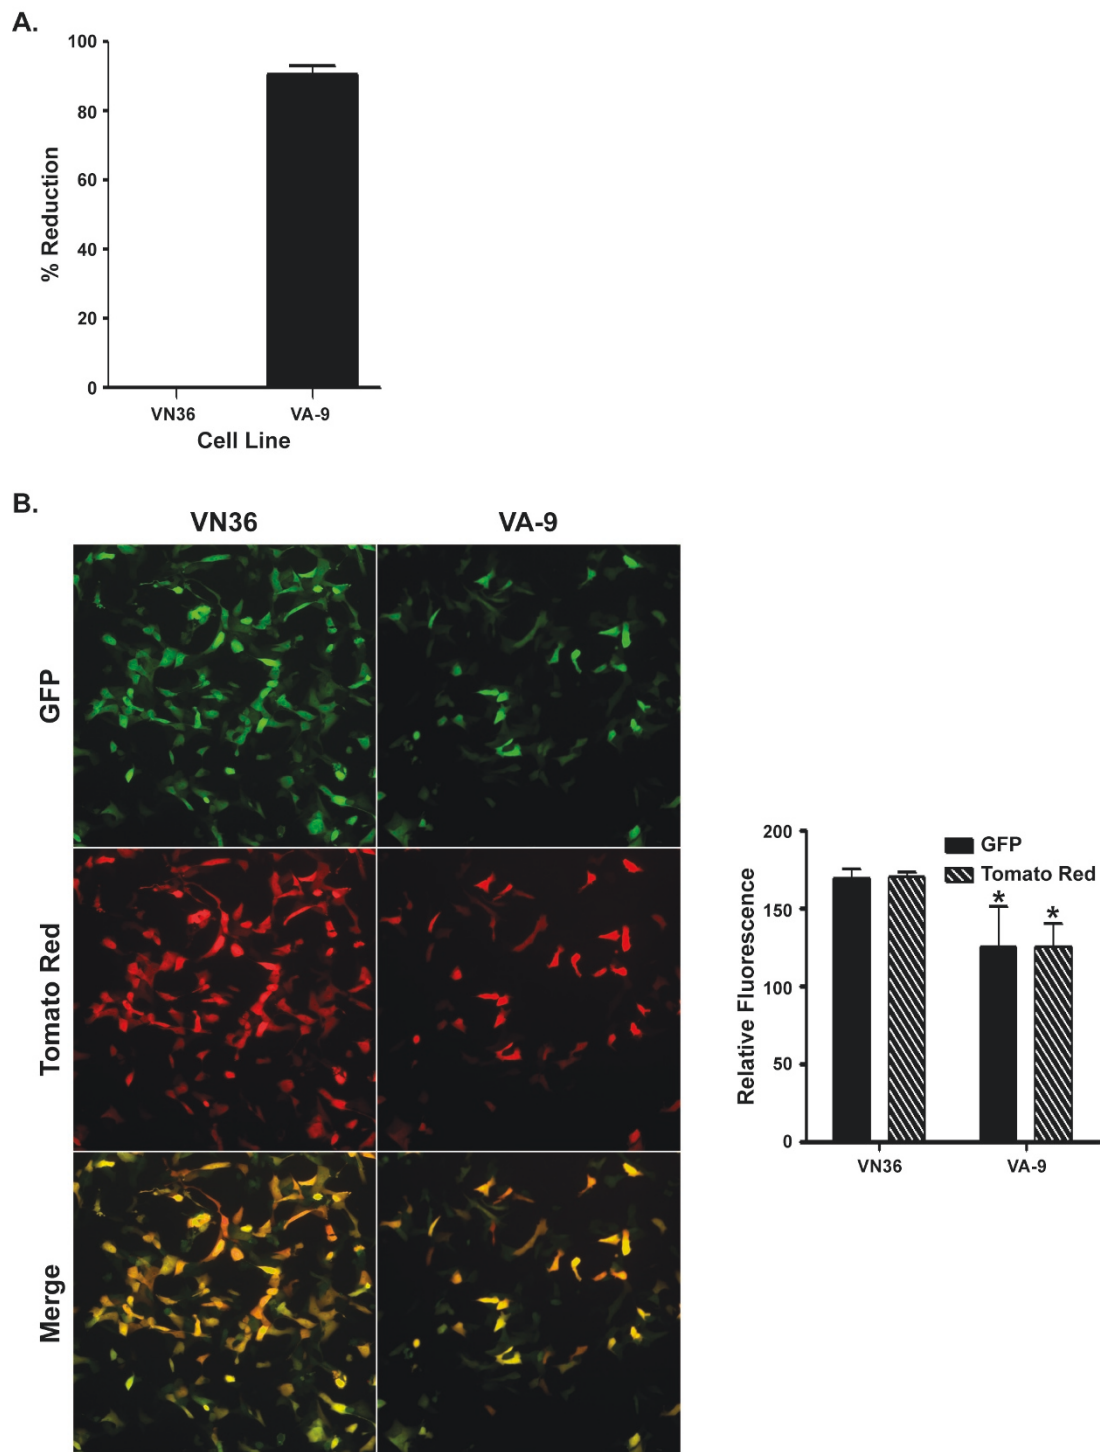 A.
100
80
60
40
20
0
% Reduction
VN36 VA-9
Cell Line
B.
VN36 VA-9
GFP
Tomato Red
Merge
200
150
100
50
0
Relative Fluorescence
GFP
Tomato Red
* *
VN36 VA-9